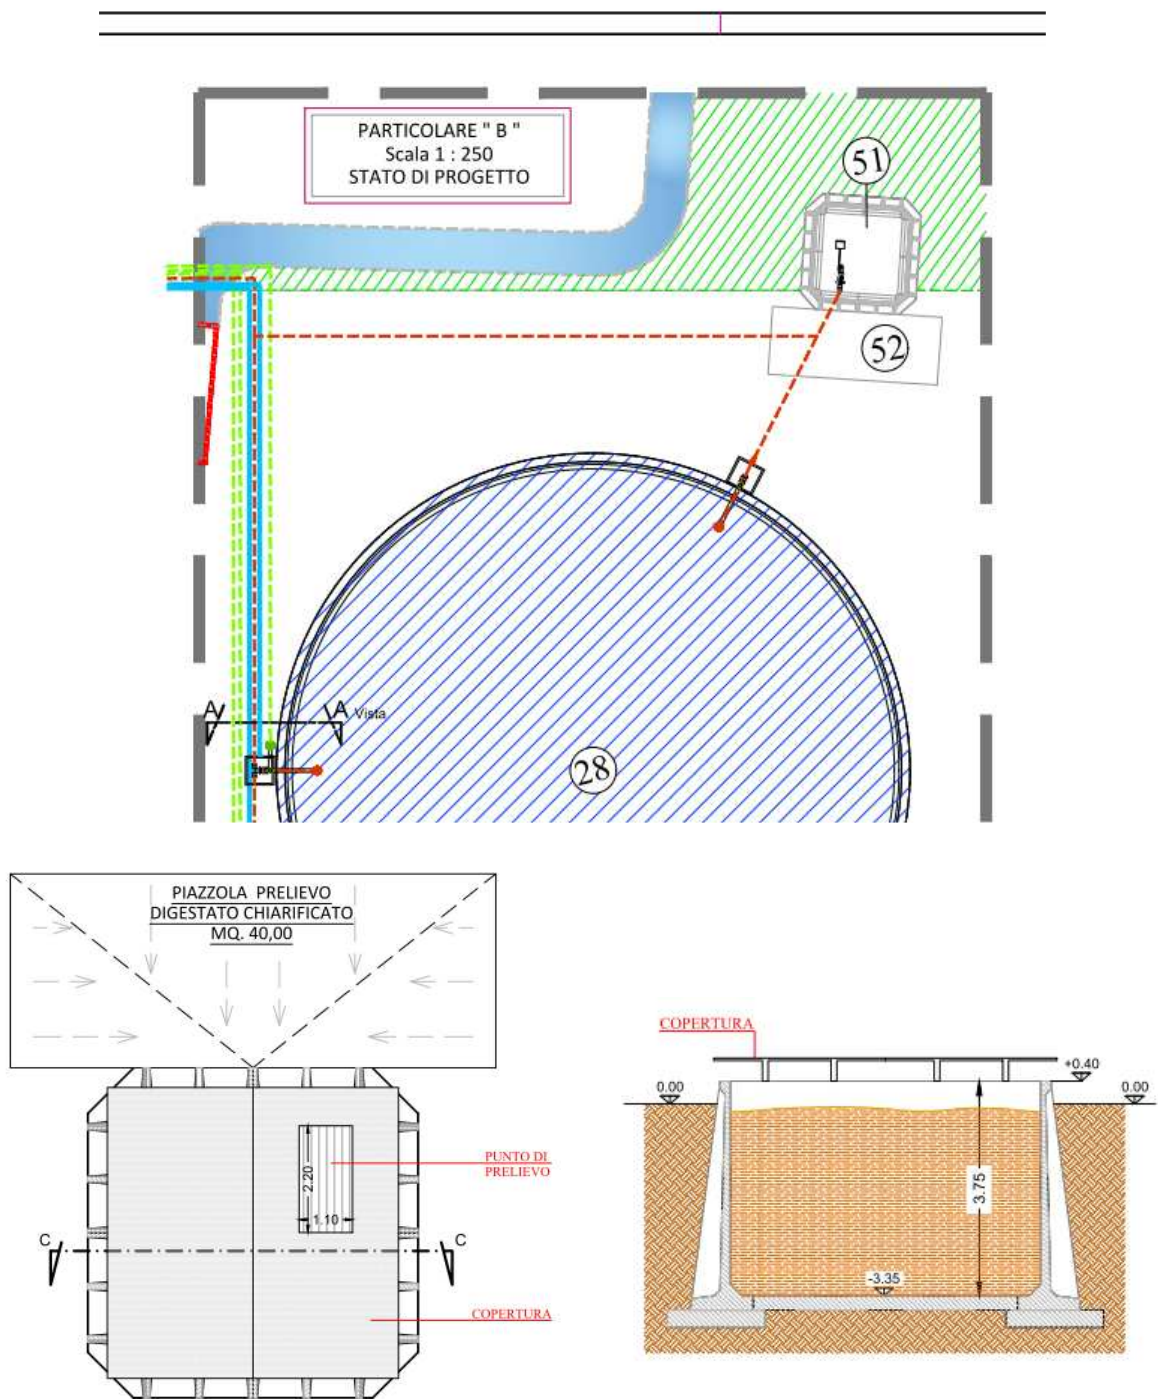 PARTICOLARE " B "
Scala 1 : 250
STATO DI PROGETTO
51
52
A
A
Vista
28
PIAZZOLA PRELIEVO
DIGESTATO CHIARIFICATO
MQ. 40,00
PUNTO DI
PRELIEVO
2.20
1.10
C
C
COPERTURA
COPERTURA
+0.40
0.00
0.00
3.75
-3.35